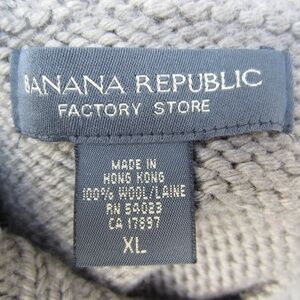 BANANA REPUBLIC
FACTORY STORE
MADE IN
HONG KONG
100% WOOL/LAINE
RN 54023
CA 17897
XL